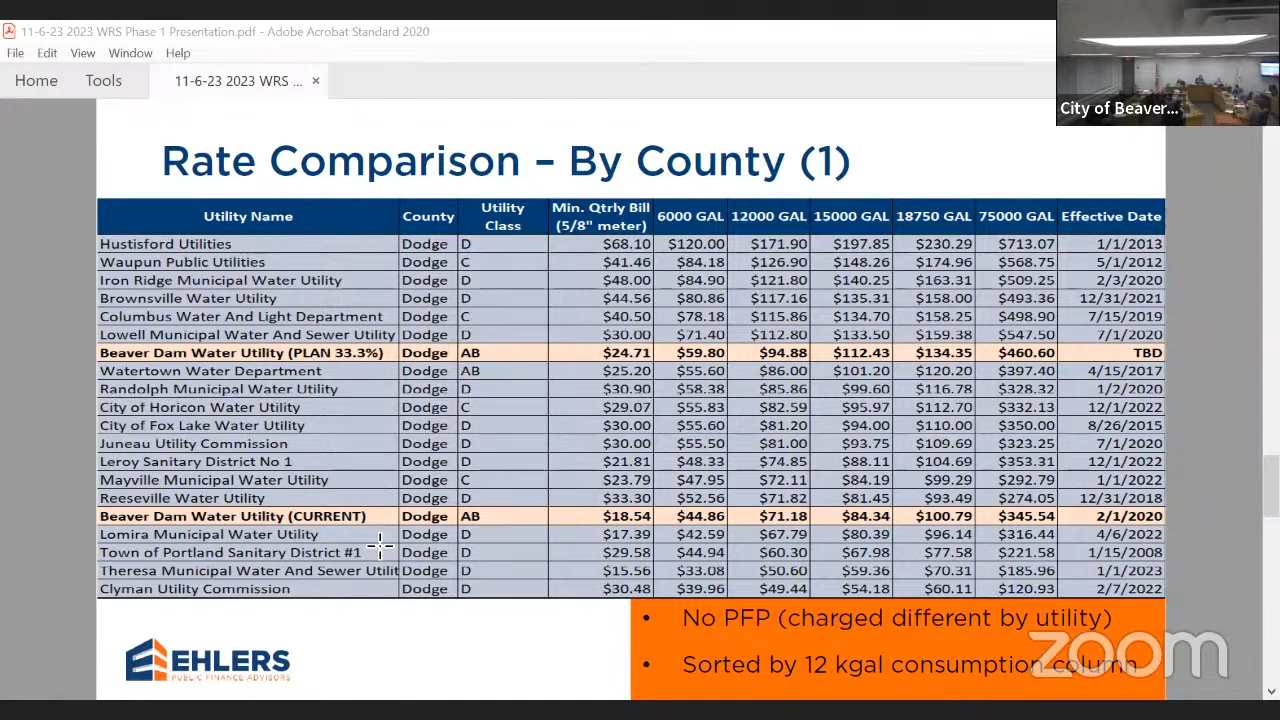 11-6-23 2023 WRS Phase 1 Presentation.pdf - Adobe Acrobat Standard 2020
File Edit View Window Help
Home Tools 11-6-23 2023 WRS ... ×
City of Beaver...
Rate Comparison – By County (1)
Utility Name County Utility Class Min. Qtrly Bill (5/8" meter) 6000 GAL 12000 GAL 15000 GAL 18750 GAL 75000 GAL Effective Date
Hustisford Utilities Dodge D $68.10 $120.00 $171.90 $197.85 $230.29 $713.07 1/1/2013
Waupun Public Utilities Dodge C $41.46 $84.18 $126.90 $148.26 $174.96 $568.75 5/1/2012
Iron Ridge Municipal Water Utility Dodge D $48.00 $84.90 $121.80 $140.25 $163.31 $509.25 2/3/2020
Brownsville Water Utility Dodge D $44.56 $80.86 $117.16 $135.31 $158.00 $493.36 12/31/2021
Columbus Water And Light Department Dodge C $40.50 $78.18 $115.86 $134.70 $158.25 $498.90 7/15/2019
Lowell Municipal Water And Sewer Utility Dodge D $30.00 $71.40 $112.80 $133.50 $159.38 $547.50 7/1/2020
Beaver Dam Water Utility (PLAN 33.3%) Dodge AB $24.71 $59.80 $94.88 $112.43 $134.35 $460.60 TBD
Watertown Water Department Dodge AB $25.20 $55.60 $86.00 $101.20 $120.20 $397.40 4/15/2017
Randolph Municipal Water Utility Dodge D $30.90 $58.38 $85.86 $99.60 $116.78 $328.32 1/2/2020
City of Horicon Water Utility Dodge C $29.07 $55.83 $82.59 $95.97 $112.70 $332.13 12/1/2022
City of Fox Lake Water Utility Dodge D $30.00 $55.60 $81.20 $94.00 $110.00 $350.00 8/26/2015
Juneau Utility Commission Dodge D $30.00 $55.50 $81.00 $93.75 $109.69 $323.25 7/1/2020
Leroy Sanitary District No 1 Dodge D $21.81 $48.33 $74.85 $88.11 $104.69 $353.31 12/1/2022
Mayville Municipal Water Utility Dodge C $23.79 $47.95 $72.11 $84.19 $99.29 $292.79 1/1/2022
Reeseville Water Utility Dodge D $33.30 $52.56 $71.82 $81.45 $93.49 $274.05 12/31/2018
Beaver Dam Water Utility (CURRENT) Dodge AB $18.54 $44.86 $71.18 $84.34 $100.79 $345.54 2/1/2020
Lomira Municipal Water Utility Dodge D $17.39 $42.59 $67.79 $80.39 $96.14 $316.44 4/6/2022
Town of Portland Sanitary District #1 Dodge D $29.58 $44.94 $60.30 $67.98 $77.58 $221.58 1/15/2008
Theresa Municipal Water And Sewer Utilit Dodge D $15.56 $33.08 $50.60 $59.36 $70.31 $185.96 1/1/2023
Clyman Utility Commission Dodge D $30.48 $39.96 $49.44 $54.18 $60.11 $120.93 2/7/2022
• No PFP (charged different by utility)
• Sorted by 12 kgal consumption column
EHLERS
PUBLIC FINANCE ADVISORS
zoom